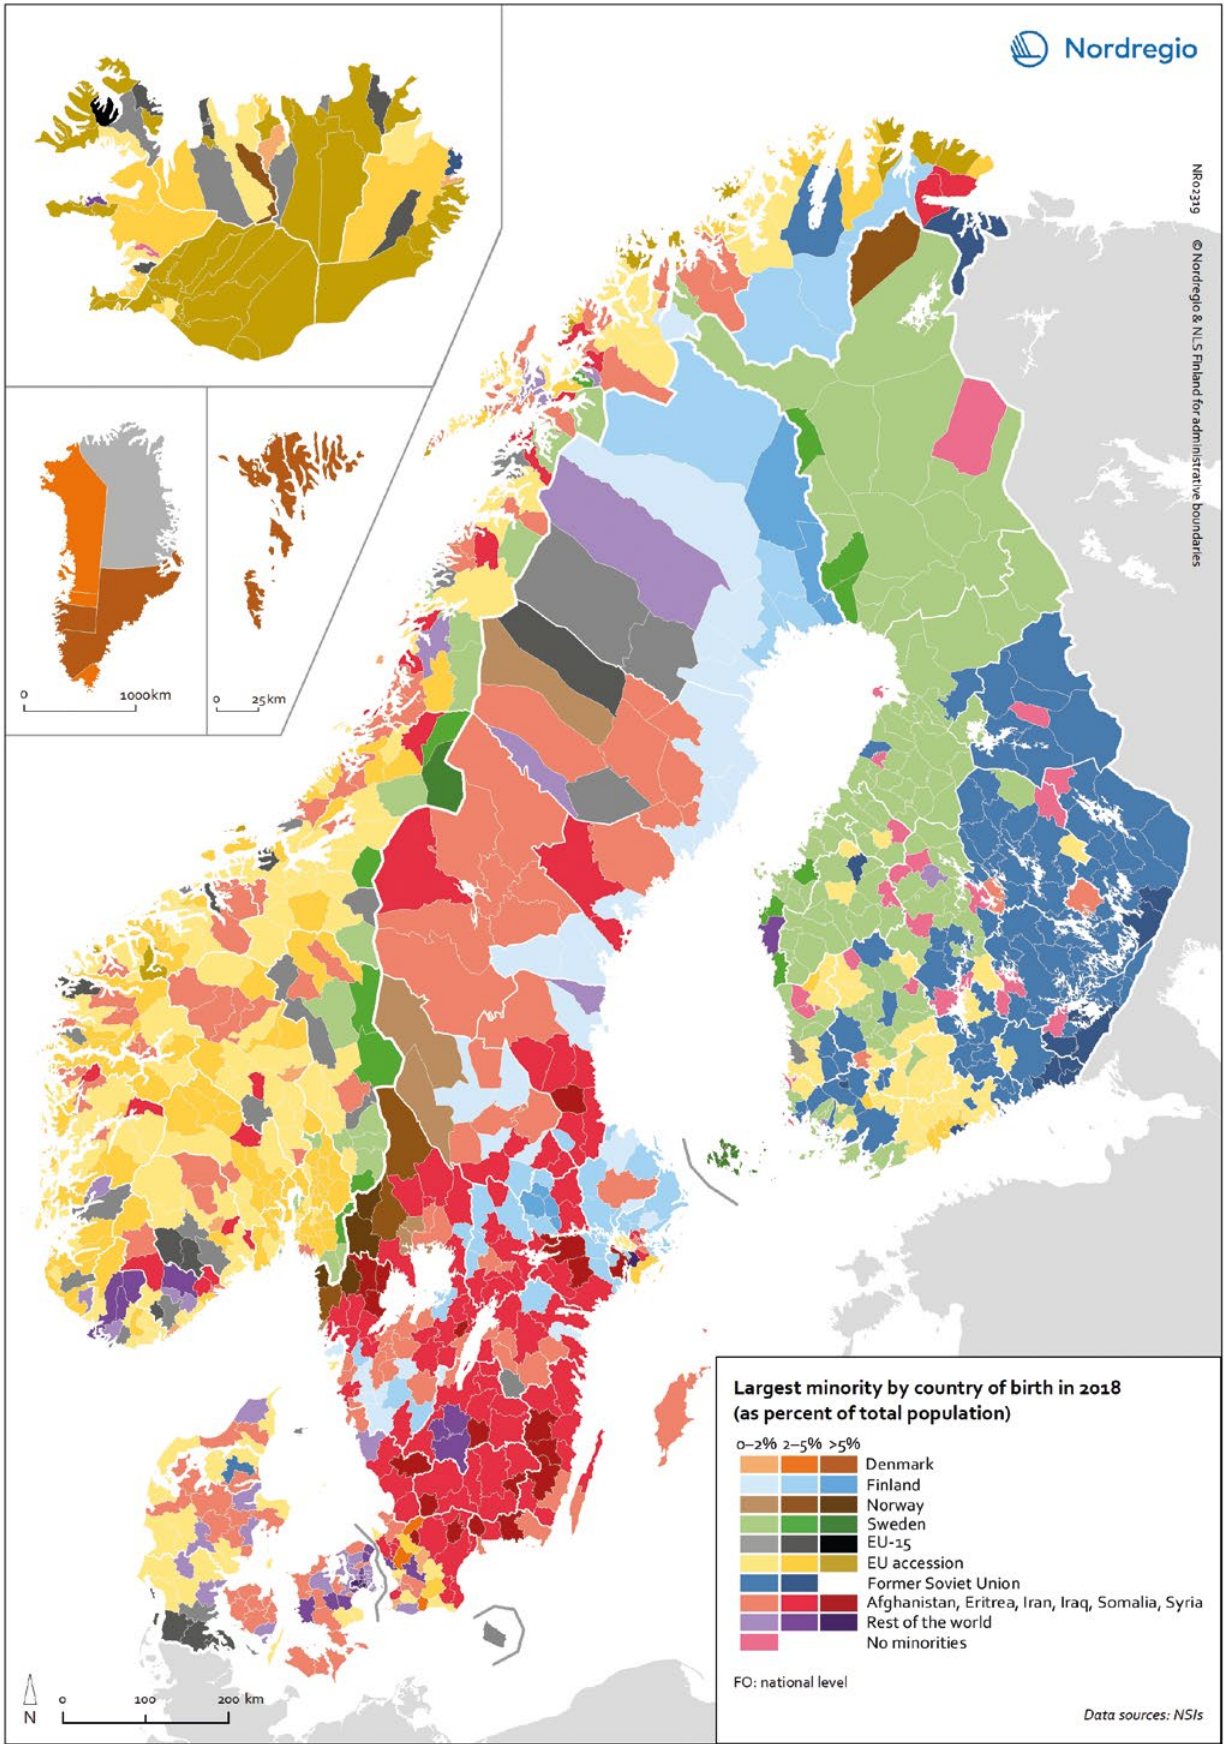 Nordregio
NR02319
© Nordregio & NLS Finland for administrative boundaries
0 1000km
0 25km
Largest minority by country of birth in 2018
(as percent of total population)
0–2% 2–5% >5%
Denmark
Finland
Norway
Sweden
EU-15
EU accession
Former Soviet Union
Afghanistan, Eritrea, Iran, Iraq, Somalia, Syria
Rest of the world
No minorities
FO: national level
Data sources: NSIs
N
0 100 200 km